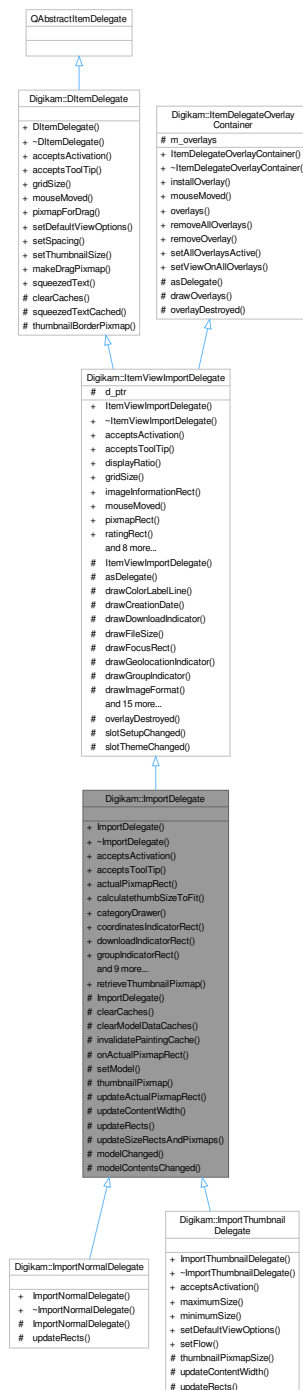 QAbstractItemDelegate
Digikam::DItemDelegate
+ DItemDelegate()
+ ~DItemDelegate()
+ acceptsActivation()
+ acceptsToolTip()
+ gridSize()
+ mouseMoved()
+ pixmapForDrag()
+ setDefaultViewOptions()
+ setSpacing()
+ setThumbnailSize()
+ makeDragPixmap()
+ squeezedText()
# clearCaches()
# squeezedTextCached()
# thumbnailBorderPixmap()
Digikam::ItemDelegateOverlay
Container
# m_overlays
+ ItemDelegateOverlayContainer()
+ ~ItemDelegateOverlayContainer()
+ installOverlay()
+ mouseMoved()
+ overlays()
+ removeAllOverlays()
+ removeOverlay()
+ setAllOverlaysActive()
+ setViewOnAllOverlays()
# asDelegate()
# drawOverlays()
# overlayDestroyed()
Digikam::ItemViewImportDelegate
# d_ptr
+ ItemViewImportDelegate()
+ ~ItemViewImportDelegate()
+ acceptsActivation()
+ acceptsToolTip()
+ displayRatio()
+ gridSize()
+ imageInformationRect()
+ mouseMoved()
+ pixmapRect()
+ ratingRect()
and 8 more...
# ItemViewImportDelegate()
# asDelegate()
# drawColorLabelLine()
# drawCreationDate()
# drawDownloadIndicator()
# drawFileSize()
# drawFocusRect()
# drawGeolocationIndicator()
# drawGroupIndicator()
# drawImageFormat()
and 15 more...
# overlayDestroyed()
# slotSetupChanged()
# slotThemeChanged()
Digikam::ImportDelegate
+ ImportDelegate()
+ ~ImportDelegate()
+ acceptsActivation()
+ acceptsToolTip()
+ actualPixmapRect()
+ calculatethumbSizeToFit()
+ categoryDrawer()
+ coordinatesIndicatorRect()
+ downloadIndicatorRect()
+ groupIndicatorRect()
and 9 more...
+ retrieveThumbnailPixmap()
# ImportDelegate()
# clearCaches()
# clearModelDataCaches()
# invalidatePaintingCache()
# onActualPixmapRect()
# setModel()
# thumbnailPixmap()
# updateActualPixmapRect()
# updateContentWidth()
# updateRects()
# updateSizeRectsAndPixmaps()
# modelChanged()
# modelContentsChanged()
Digikam::ImportNormalDelegate
+ ImportNormalDelegate()
+ ~ImportNormalDelegate()
# ImportNormalDelegate()
# updateRects()
Digikam::ImportThumbnail
Delegate
+ ImportThumbnailDelegate()
+ ~ImportThumbnailDelegate()
+ acceptsActivation()
+ maximumSize()
+ minimumSize()
+ setDefaultViewOptions()
+ setFlow()
# thumbnailPixmapSize()
# updateContentWidth()
# updateRects()